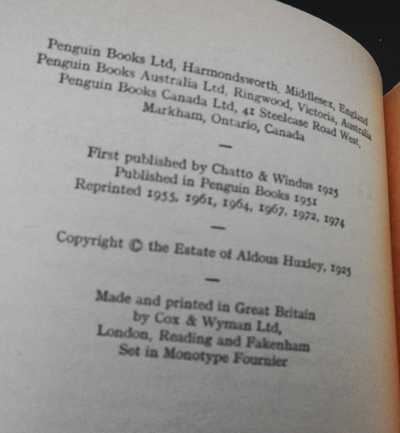 Penguin Books Ltd, Harmondsworth, Middlesex, England
Penguin Books Australia Ltd, Ringwood, Victoria, Australia
Penguin Books Canada Ltd, 41 Steelcase Road West,
Markham, Ontario, Canada
—
First published by Chatto & Windus 1925
Published in Penguin Books 1951
Reprinted 1955, 1961, 1964, 1967, 1972, 1974
—
Copyright © the Estate of Aldous Huxley, 1925
—
Made and printed in Great Britain
by Cox & Wyman Ltd,
London, Reading and Fakenham
Set in Monotype Fournier